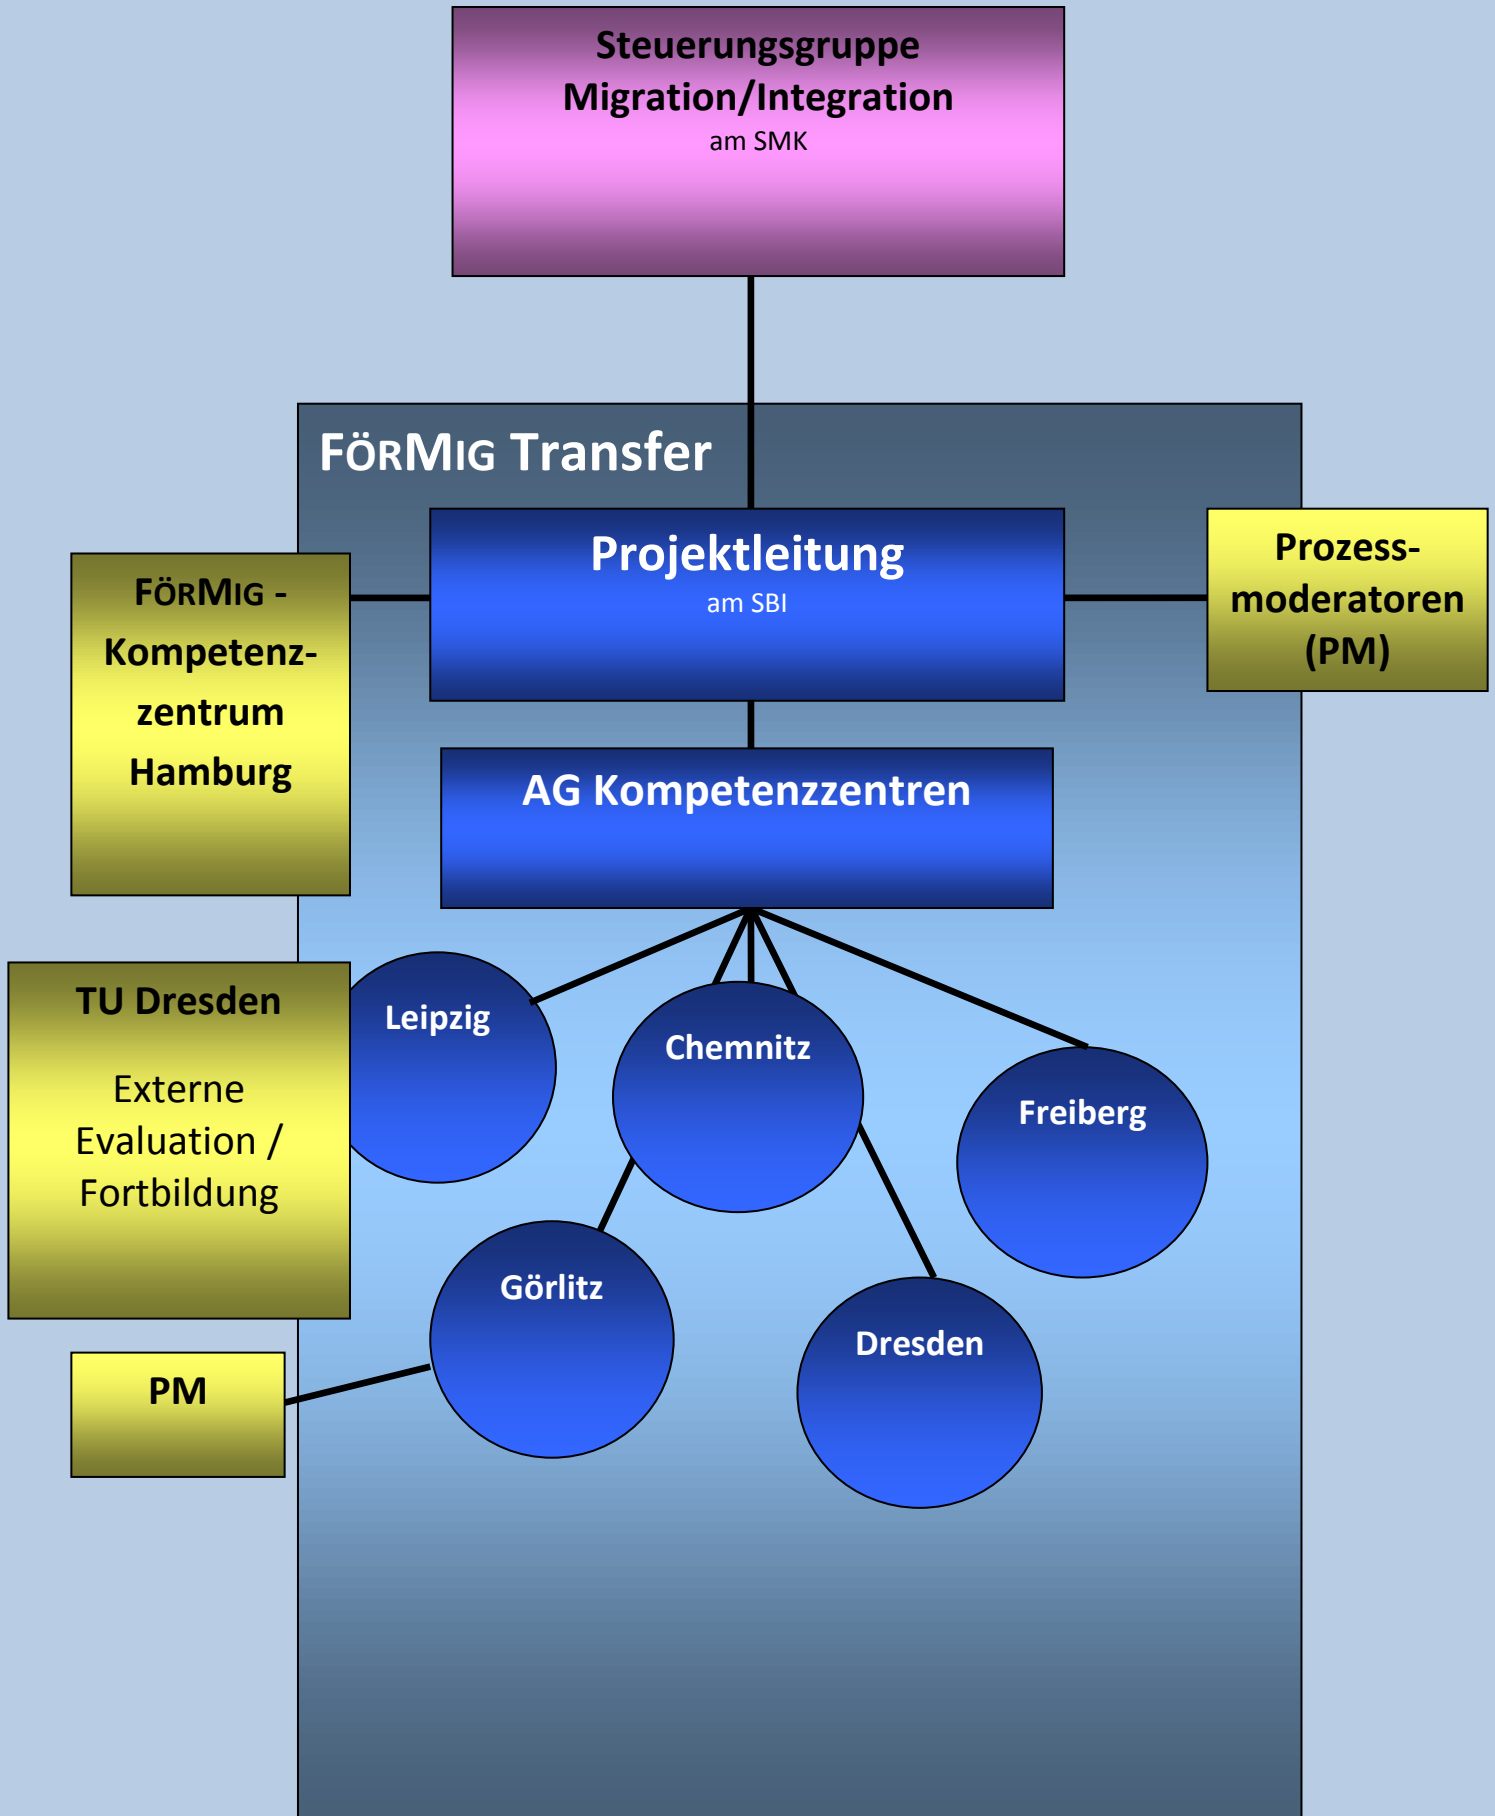 Steuerungsgruppe
Migration/Integration
am SMK
FÖRMIG Transfer
Projektleitung
am SBI
Prozess-
moderatoren
(PM)
FÖRMIG -
Kompetenz-
zentrum
Hamburg
AG Kompetenzzentren
TU Dresden
Externe
Evaluation /
Fortbildung
Leipzig
Chemnitz
Freiberg
Görlitz
Dresden
PM